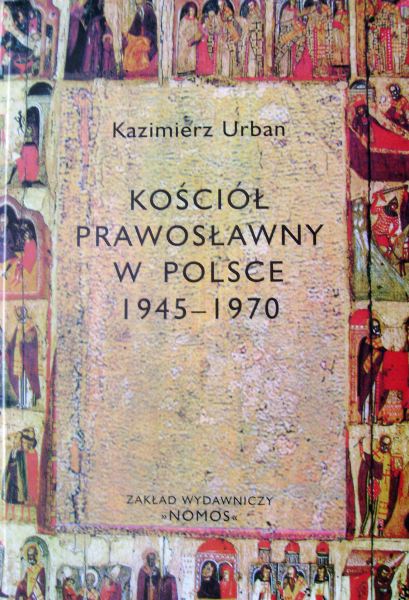 Kazimierz Urban
KOŚCIÓŁ
PRAWOSŁAWNY
W POLSCE
1945–1970
ZAKŁAD WYDAWNICZY
»NOMOS«